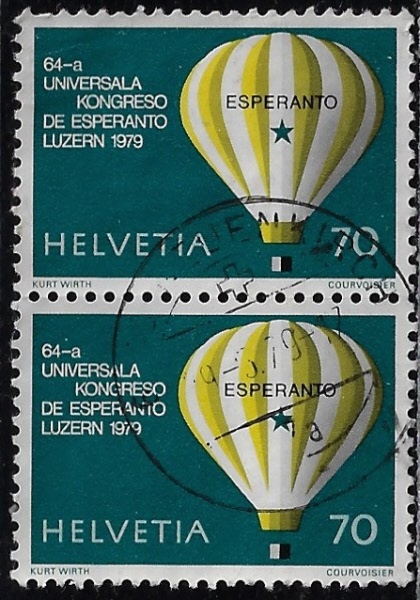 64-a
UNIVERSALA
KONGRESO
DE ESPERANTO
LUZERN 1979
ESPERANTO
HELVETIA 70
KURT WIRTH COURVOISIER
64-a
UNIVERSALA
KONGRESO
DE ESPERANTO
LUZERN 1979
ESPERANTO
HELVETIA 70
KURT WIRTH COURVOISIER